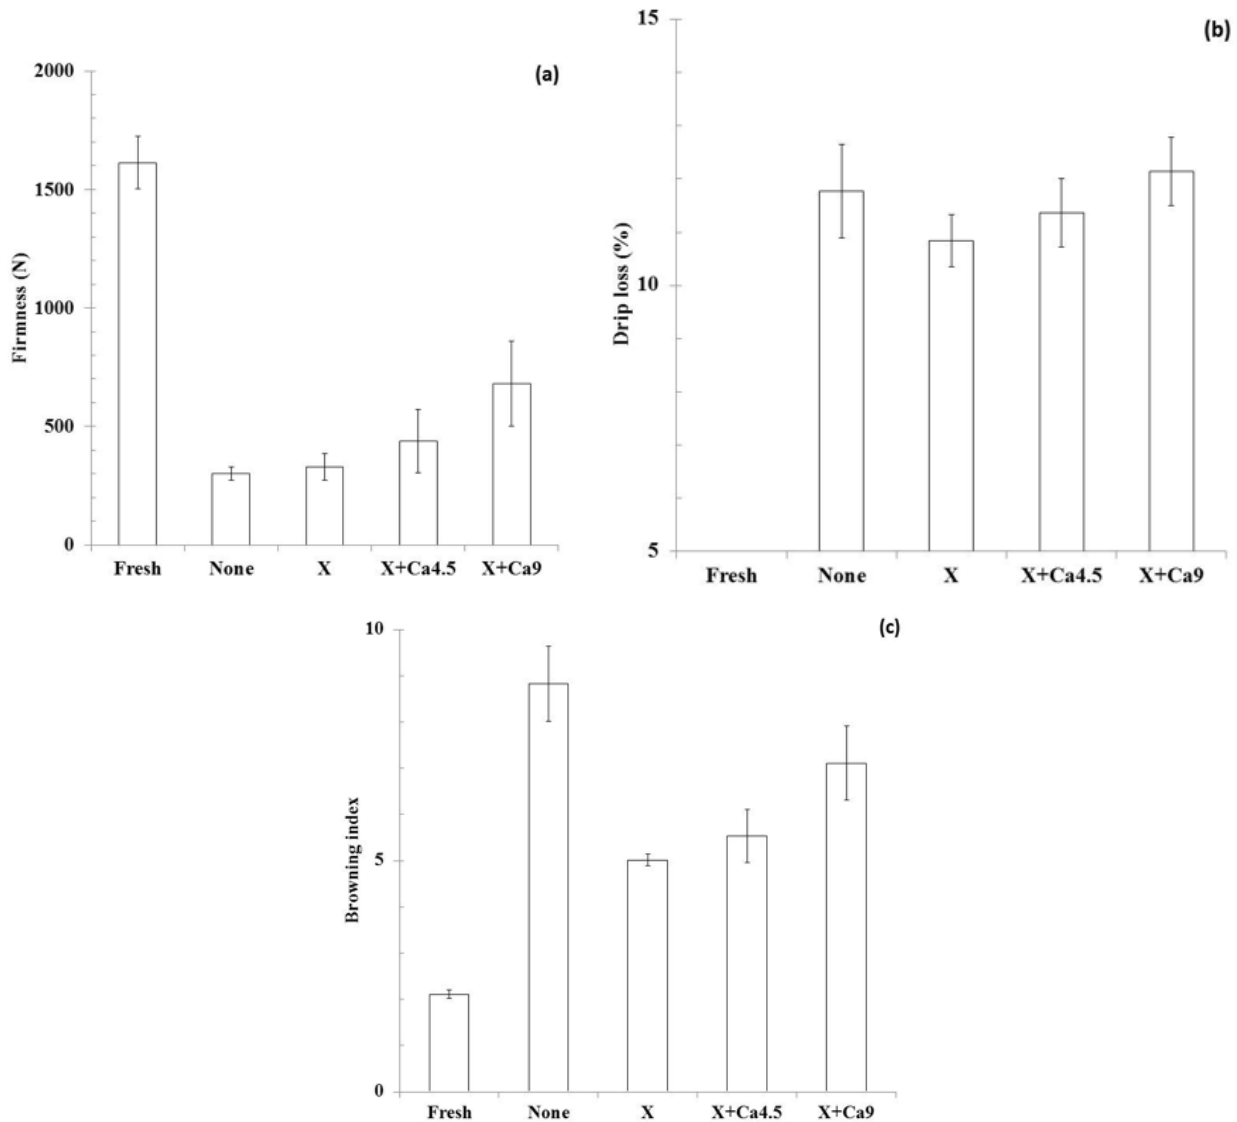 (a)
2000
1500
1000
500
0
Firmness (N)
Fresh None X X+Ca4.5 X+Ca9
(b)
15
10
5
Drip loss (%)
Fresh None X X+Ca4.5 X+Ca9
(c)
10
5
0
Browning index
Fresh None X X+Ca4.5 X+Ca9